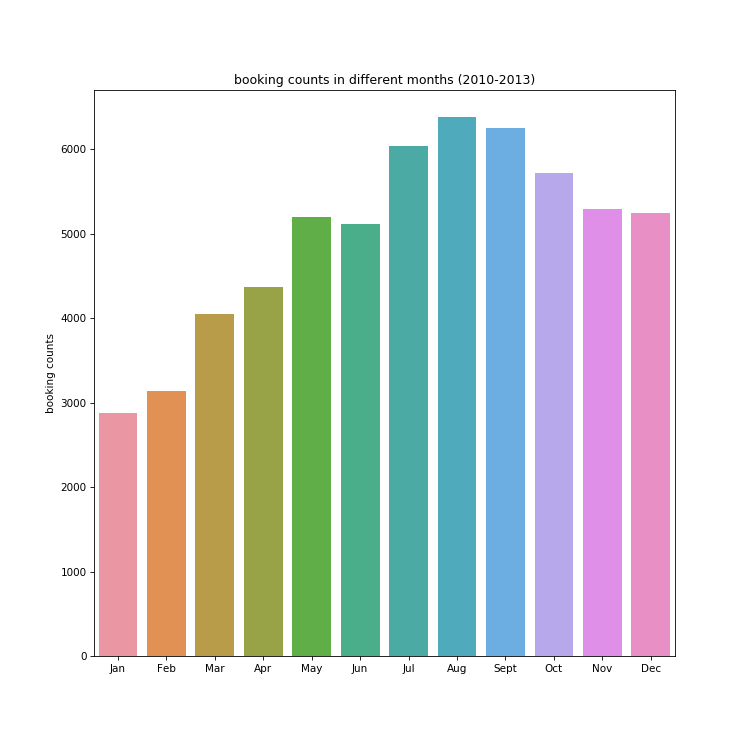 booking counts in different months (2010-2013)
6000
5000
4000
3000
2000
1000
0
booking counts
Jan Feb Mar Apr May Jun Jul Aug Sept Oct Nov Dec